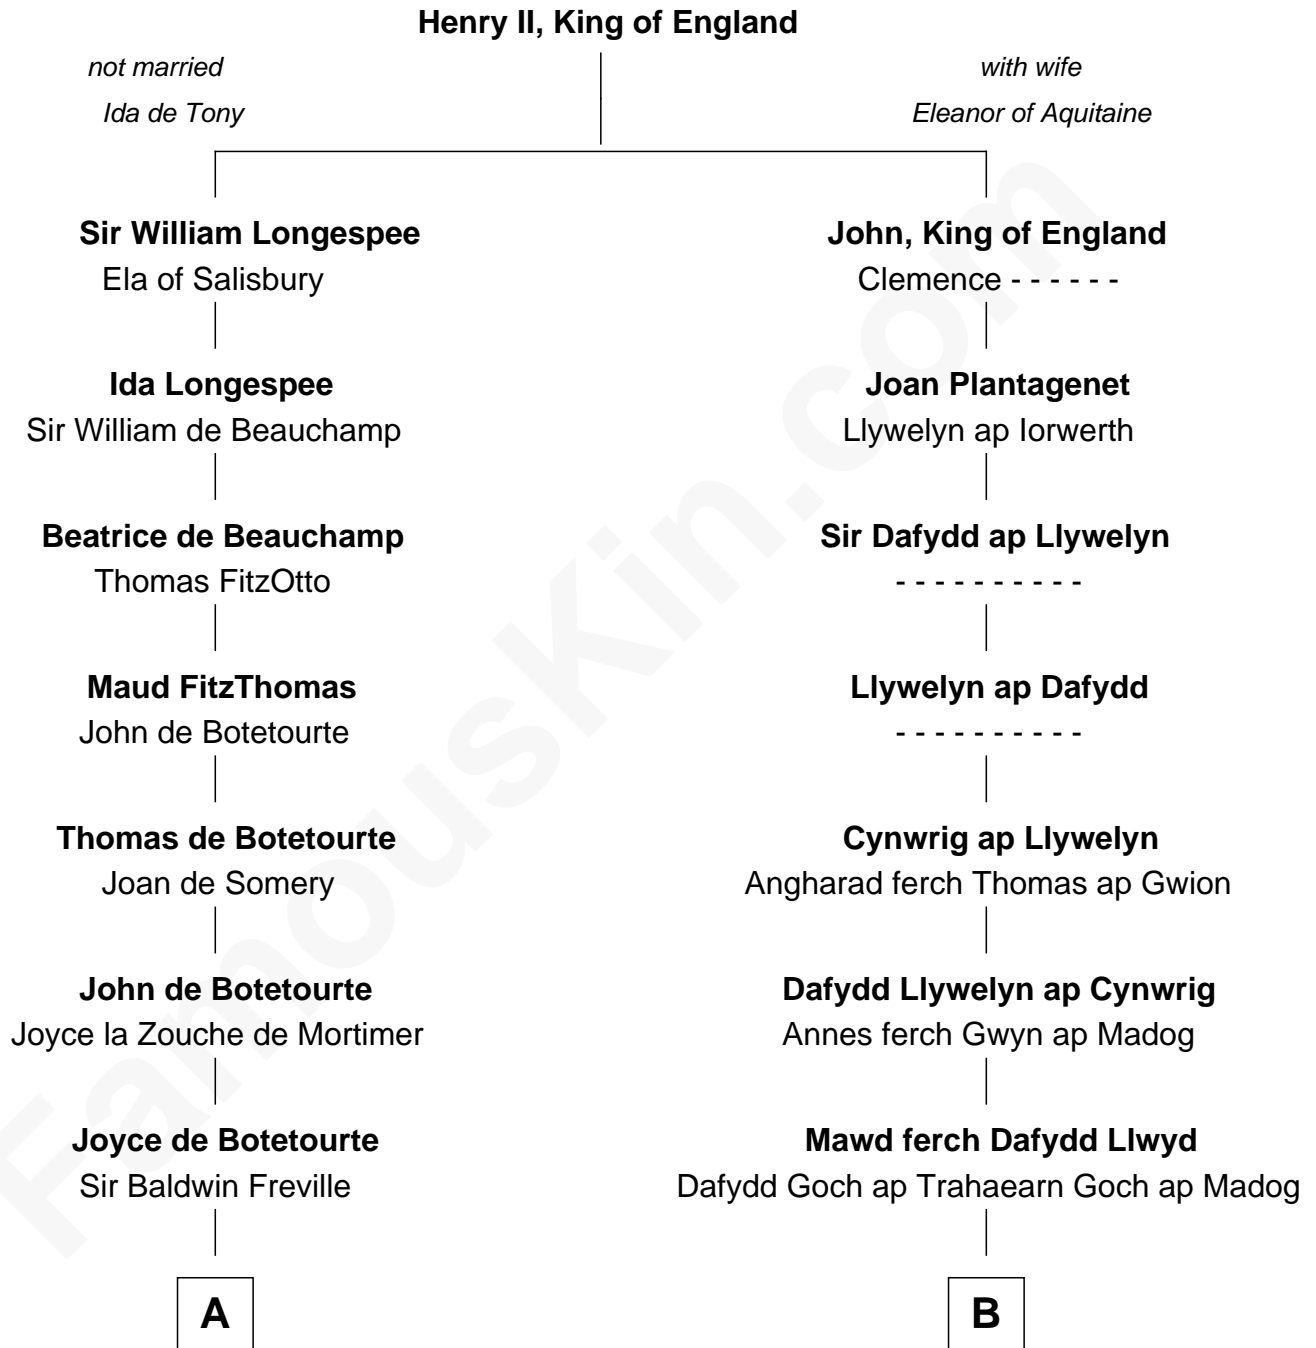 Henry II, King of England
not married
Ida de Tony
with wife
Eleanor of Aquitaine
Sir William Longespee
Ela of Salisbury
John, King of England
Clemence - - - - - -
Ida Longespee
Sir William de Beauchamp
Joan Plantagenet
Llywelyn ap Iorwerth
Beatrice de Beauchamp
Thomas FitzOtto
Sir Dafydd ap Llywelyn
- - - - - - - - - -
Maud FitzThomas
John de Botetourte
Llywelyn ap Dafydd
- - - - - - - - - -
Thomas de Botetourte
Joan de Somery
Cynwrig ap Llywelyn
Angharad ferch Thomas ap Gwion
John de Botetourte
Joyce la Zouche de Mortimer
Dafydd Llywelyn ap Cynwrig
Annes ferch Gwyn ap Madog
Joyce de Botetourte
Sir Baldwin Freville
Mawd ferch Dafydd Llwyd
Dafydd Goch ap Trahaearn Goch ap Madog
A
B
FamousKin.com